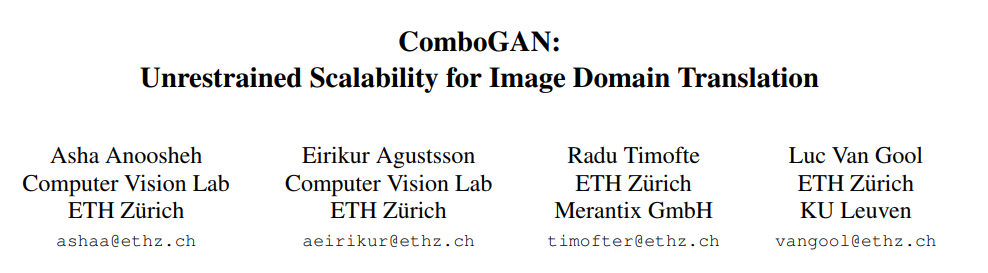 ComboGAN:
Unrestrained Scalability for Image Domain Translation
Asha Anoosheh
Computer Vision Lab
ETH Zürich
ashaa@ethz.ch
Eirikur Agustsson
Computer Vision Lab
ETH Zürich
aeirikur@ethz.ch
Radu Timofte
ETH Zürich
Merantix GmbH
timofter@ethz.ch
Luc Van Gool
ETH Zürich
KU Leuven
vangool@ethz.ch